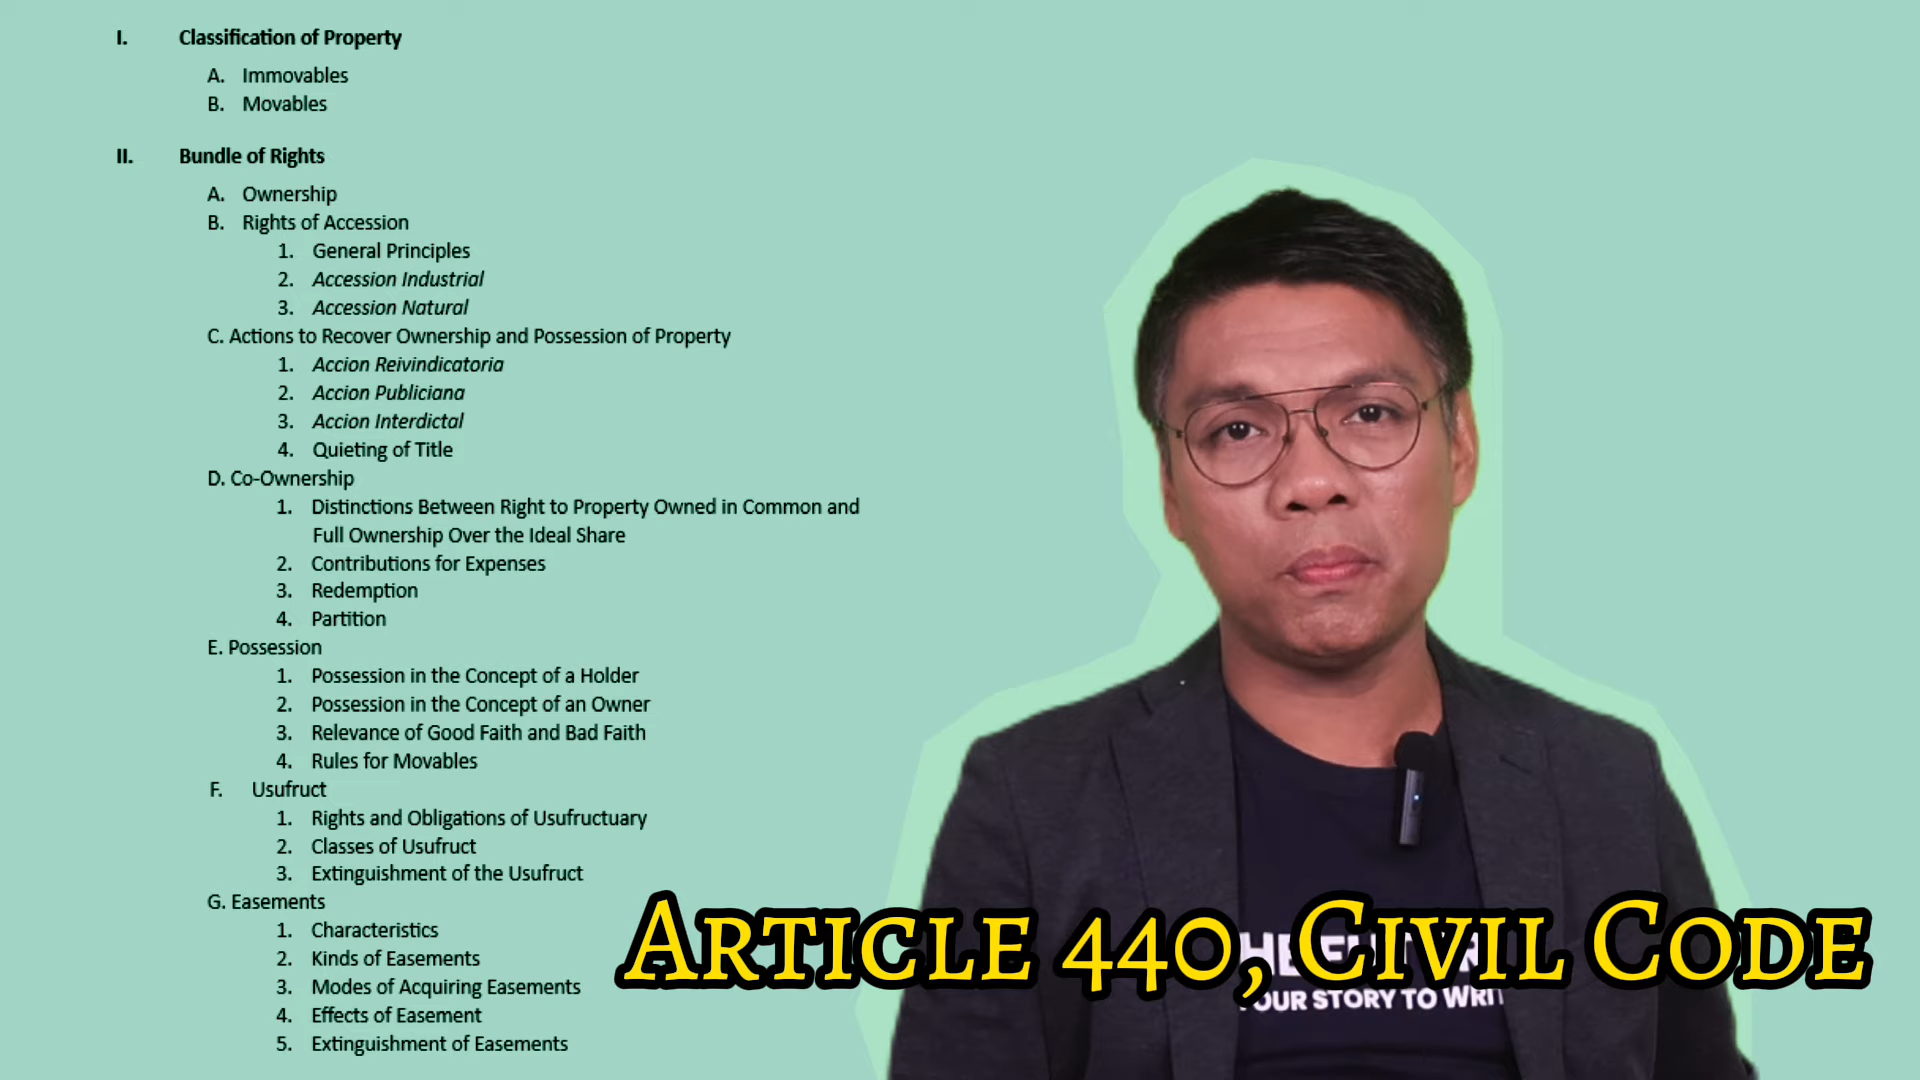 I. Classification of Property
A. Immovables
B. Movables
II. Bundle of Rights
A. Ownership
B. Rights of Accession
1. General Principles
2. Accession Industrial
3. Accession Natural
C. Actions to Recover Ownership and Possession of Property
1. Accion Reivindicatoria
2. Accion Publiciana
3. Accion Interdictal
4. Quieting of Title
D. Co-Ownership
1. Distinctions Between Right to Property Owned in Common and
Full Ownership Over the Ideal Share
2. Contributions for Expenses
3. Redemption
4. Partition
E. Possession
1. Possession in the Concept of a Holder
2. Possession in the Concept of an Owner
3. Relevance of Good Faith and Bad Faith
4. Rules for Movables
F. Usufruct
1. Rights and Obligations of Usufructuary
2. Classes of Usufruct
3. Extinguishment of the Usufruct
G. Easements
1. Characteristics
2. Kinds of Easements
3. Modes of Acquiring Easements
4. Effects of Easement
5. Extinguishment of Easements
Article 440, Civil Code
STORY TO